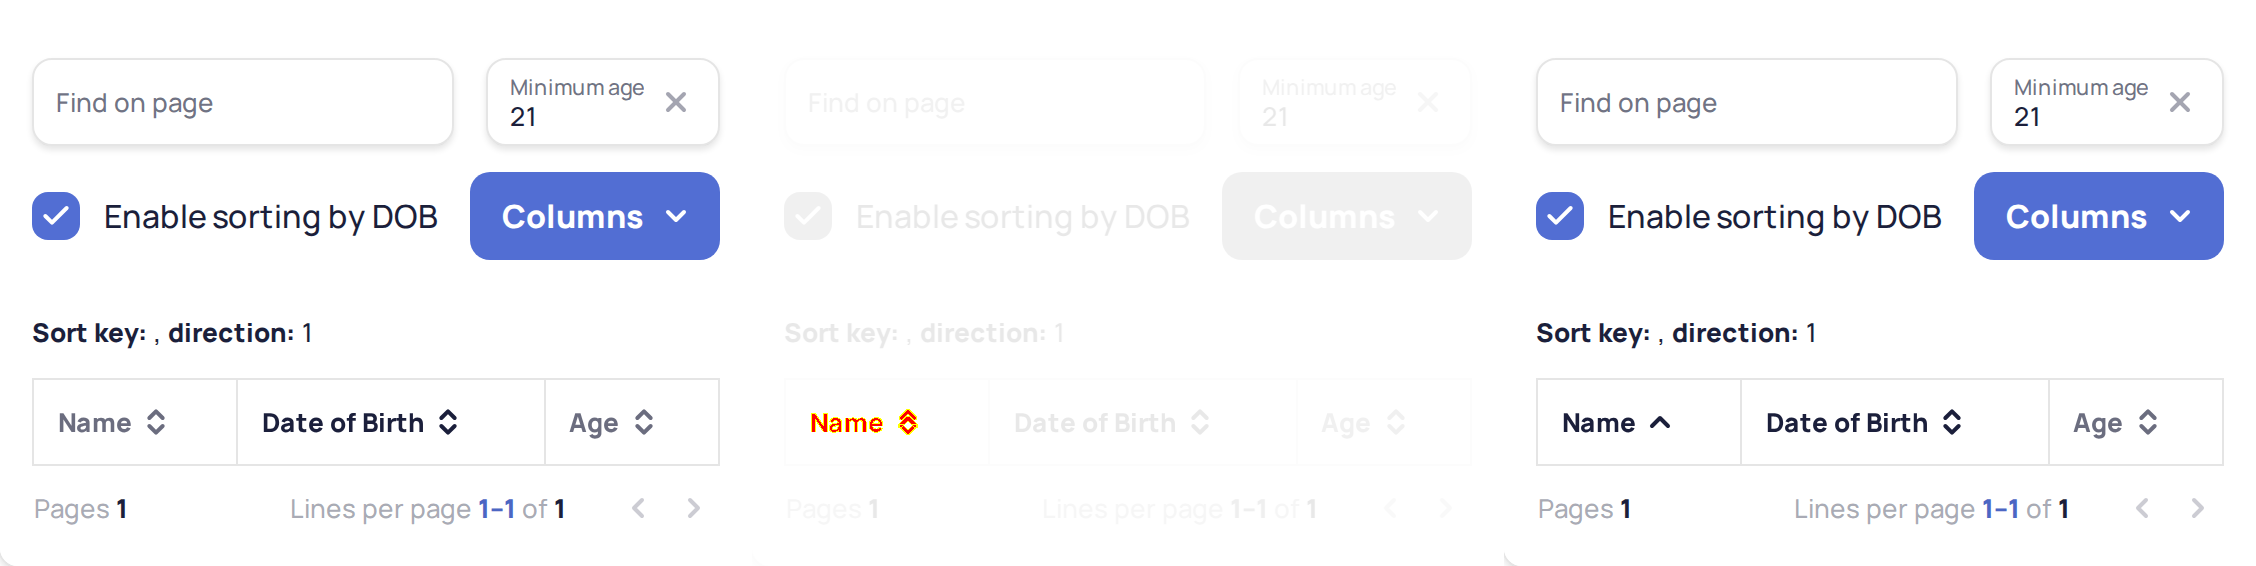 Find on page
Minimum age
21
Enable sorting by DOB
Columns
Sort key: , direction: 1
Name Date of Birth Age
Pages 1 Lines per page 1–1 of 1
Find on page
Minimum age
21
Enable sorting by DOB
Columns
Sort key: , direction: 1
Name Date of Birth Age
Pages 1 Lines per page 1–1 of 1
Find on page
Minimum age
21
Enable sorting by DOB
Columns
Sort key: , direction: 1
Name Date of Birth Age
Pages 1 Lines per page 1–1 of 1